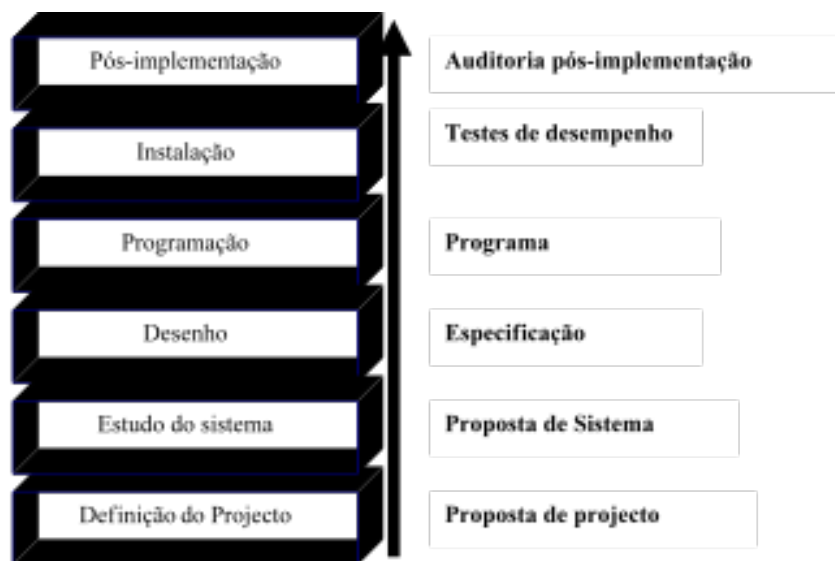 Pós-implementação
Auditoria pós-implementação
Instalação
Testes de desempenho
Programação
Programa
Desenho
Especificação
Estudo do sistema
Proposta de Sistema
Definição do Projecto
Proposta de projecto